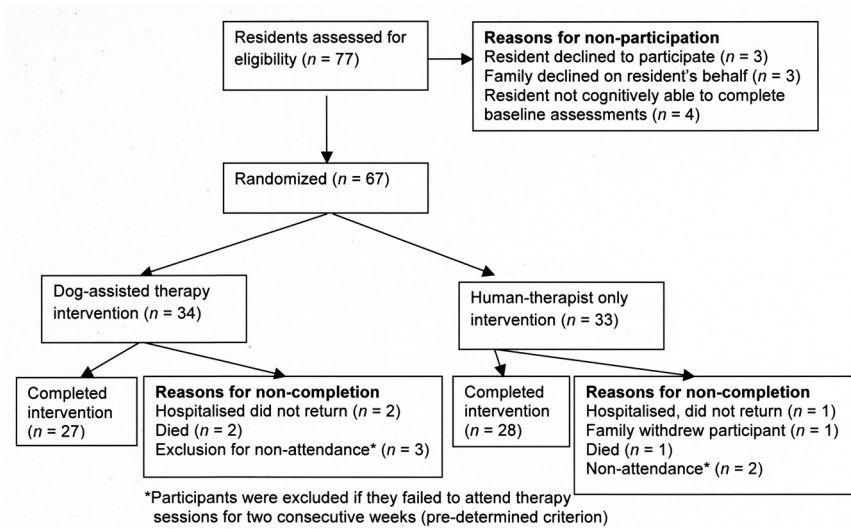 Residents assessed for
eligibility (n = 77)
Reasons for non-participation
Resident declined to participate (n = 3)
Family declined on resident's behalf (n = 3)
Resident not cognitively able to complete
baseline assessments (n = 4)
Randomized (n = 67)
Dog-assisted therapy
intervention (n = 34)
Human-therapist only
intervention (n = 33)
Completed
intervention
(n = 27)
Reasons for non-completion
Hospitalised did not return (n = 2)
Died (n = 2)
Exclusion for non-attendance* (n = 3)
Completed
intervention
(n = 28)
Reasons for non-completion
Hospitalised, did not return (n = 1)
Family withdrew participant (n = 1)
Died (n = 1)
Non-attendance* (n = 2)
*Participants were excluded if they failed to attend therapy
sessions for two consecutive weeks (pre-determined criterion)